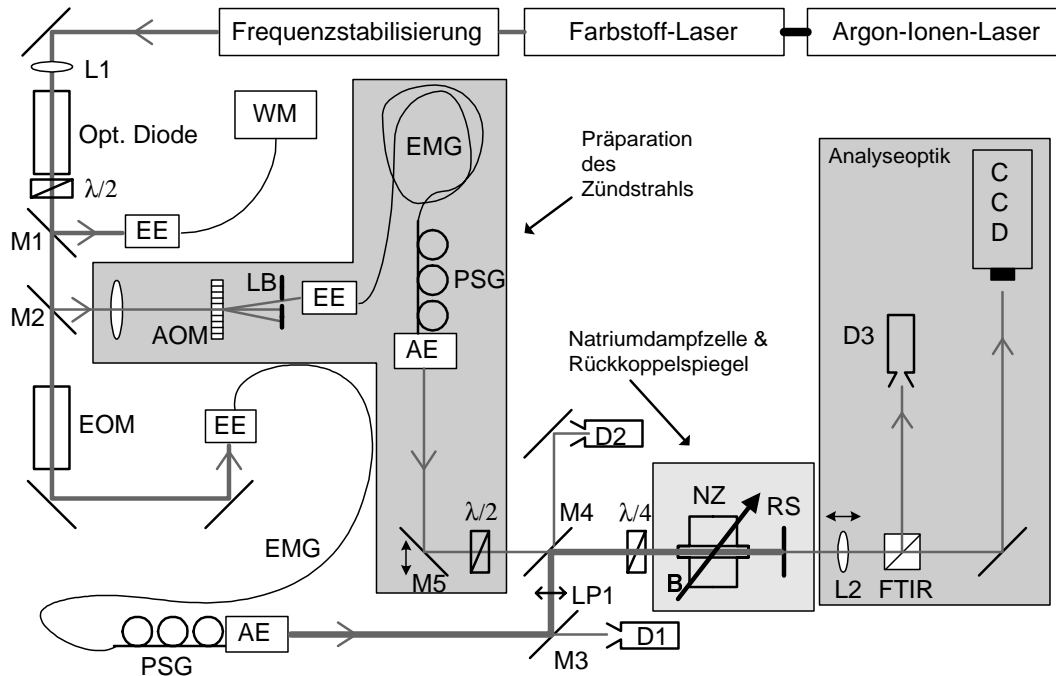 Frequenzstabilisierung
Farbstoff-Laser
Argon-Ionen-Laser
L1
Opt. Diode
WM
λ/2
M1
EE
EMG
Präparation
des
Zündstrahls
Analyseoptik
C
C
D
PSG
LB
EE
M2
AOM
AE
D3
Natriumdampfzelle &
Rückkoppelspiegel
EOM
EE
D2
λ/2
M4
λ/4
NZ
RS
B
EMG
M5
LP1
L2
FTIR
AE
PSG
M3
D1